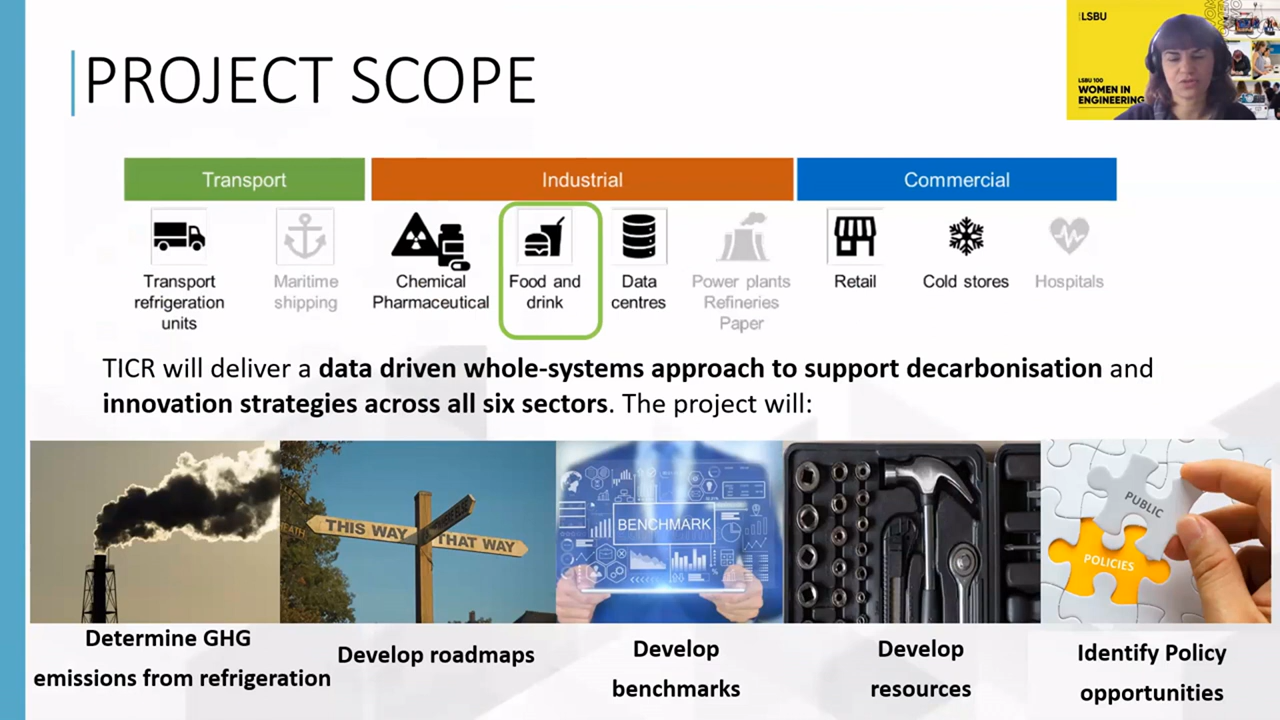 PROJECT SCOPE
LSBU
LSBU 100
WOMEN IN
ENGINEERING
Transport
Industrial
Commercial
Transport
refrigeration
units
Maritime
shipping
Chemical
Pharmaceutical
Food and
drink
Data
centres
Power plants
Refineries
Paper
Retail
Cold stores
Hospitals
TICR will deliver a data driven whole-systems approach to support decarbonisation and
innovation strategies across all six sectors. The project will:
THIS WAY
THAT WAY
BENCHMARK
PUBLIC
POLICIES
Determine GHG
emissions from refrigeration
Develop roadmaps
Develop
benchmarks
Develop
resources
Identify Policy
opportunities